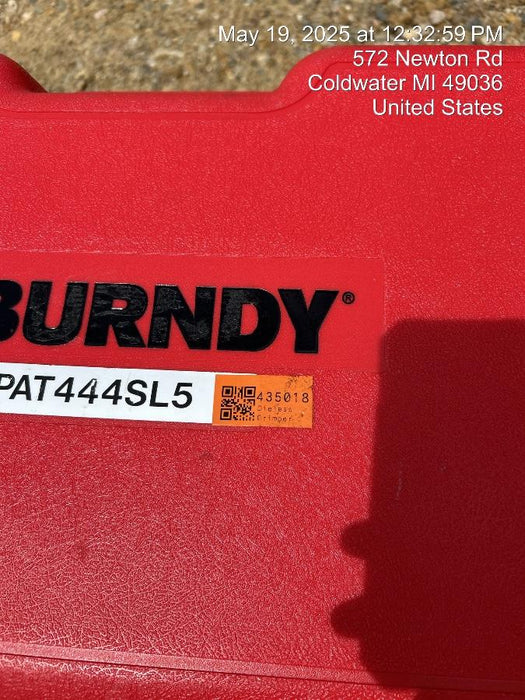 May 19, 2025 at 12:32:59 PM
572 Newton Rd
Coldwater MI 49036
United States
BURNDY®
PAT444SL5
435018
Dieless
Crimper